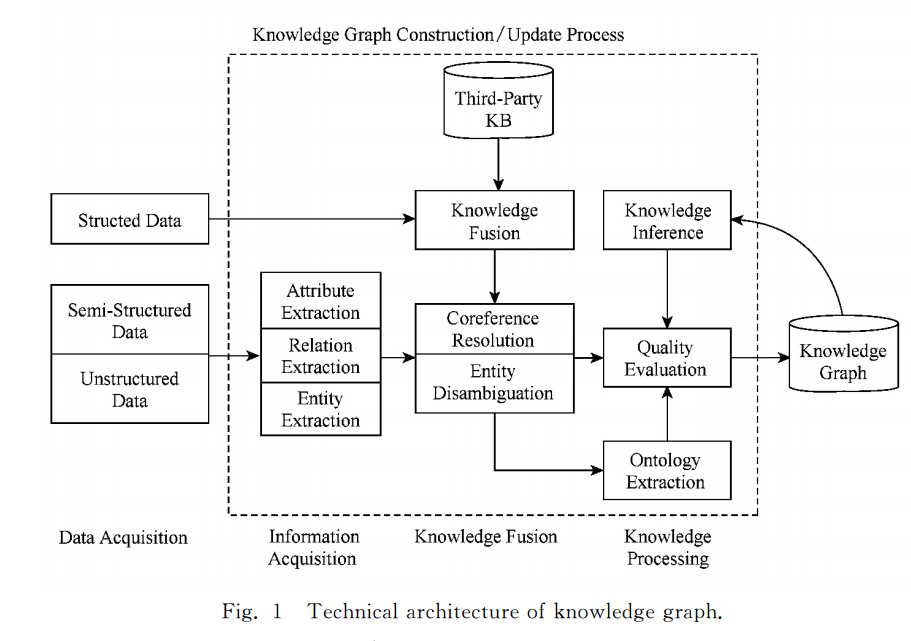 Knowledge Graph Construction/Update Process
Third-Party
KB
Structed Data
Knowledge
Fusion
Knowledge
Inference
Semi-Structured
Data
Unstructured
Data
Attribute
Extraction
Relation
Extraction
Entity
Extraction
Coreference
Resolution
Entity
Disambiguation
Quality
Evaluation
Knowledge
Graph
Ontology
Extraction
Data Acquisition
Information
Acquisition
Knowledge Fusion
Knowledge
Processing
Fig. 1 Technical architecture of knowledge graph.